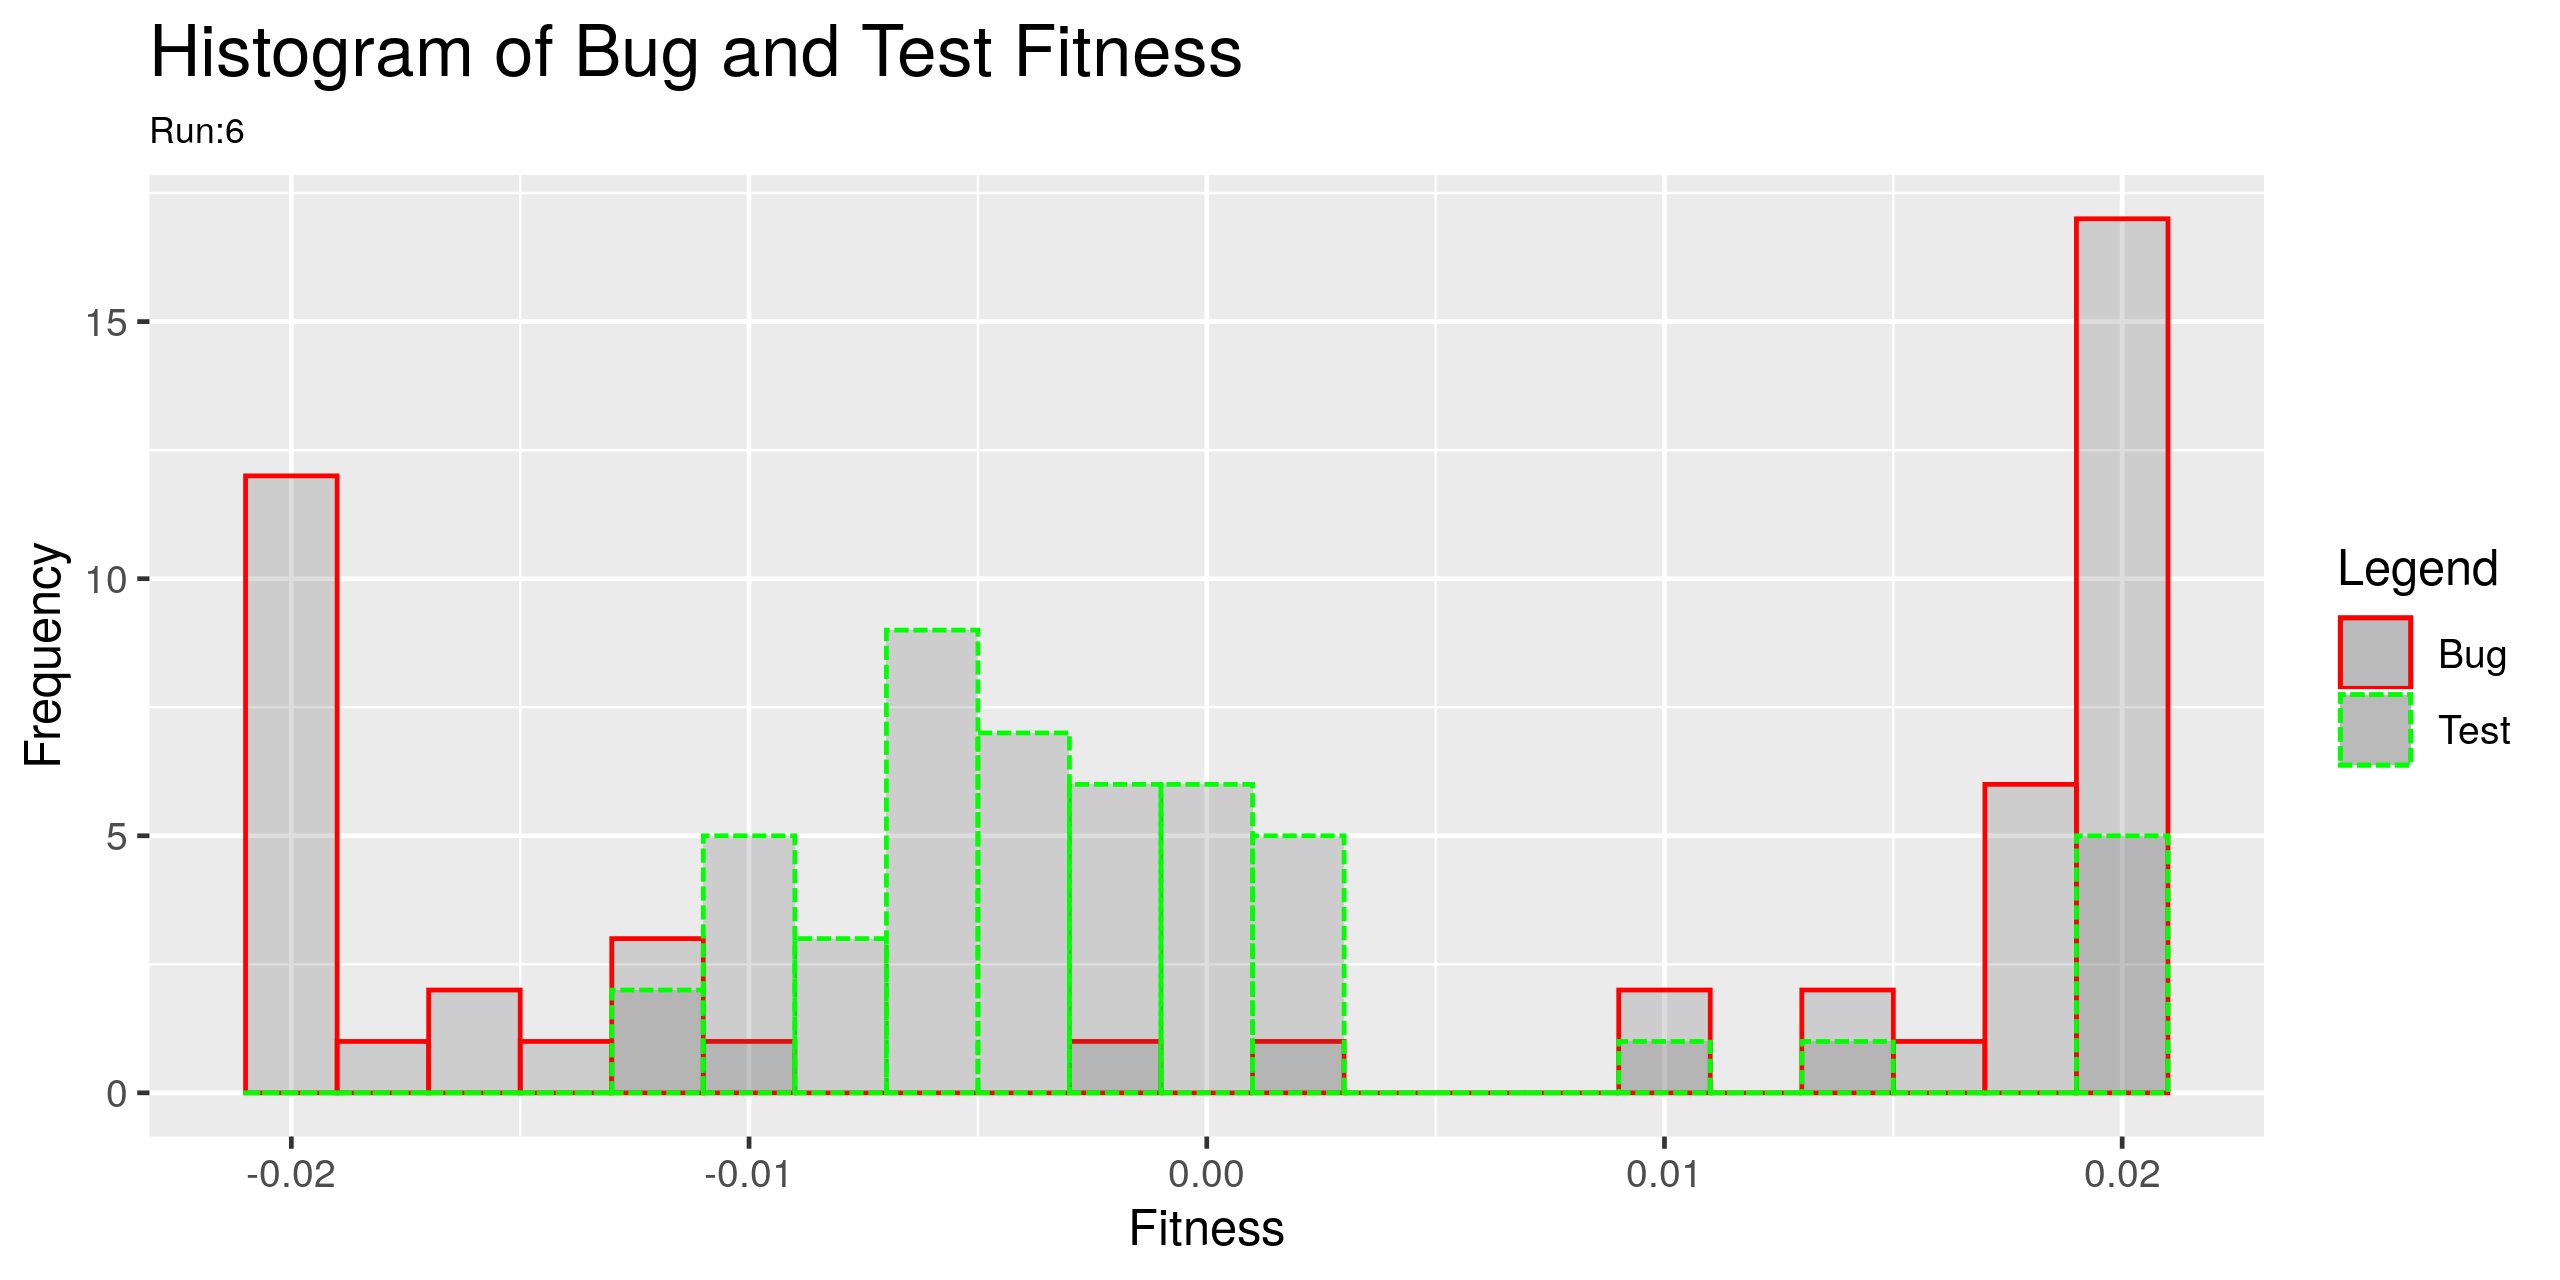 Histogram of Bug and Test Fitness
Run:6
Frequency
15
10
5
0
-0.02
-0.01
0.00
0.01
0.02
Fitness
Legend
Bug
Test